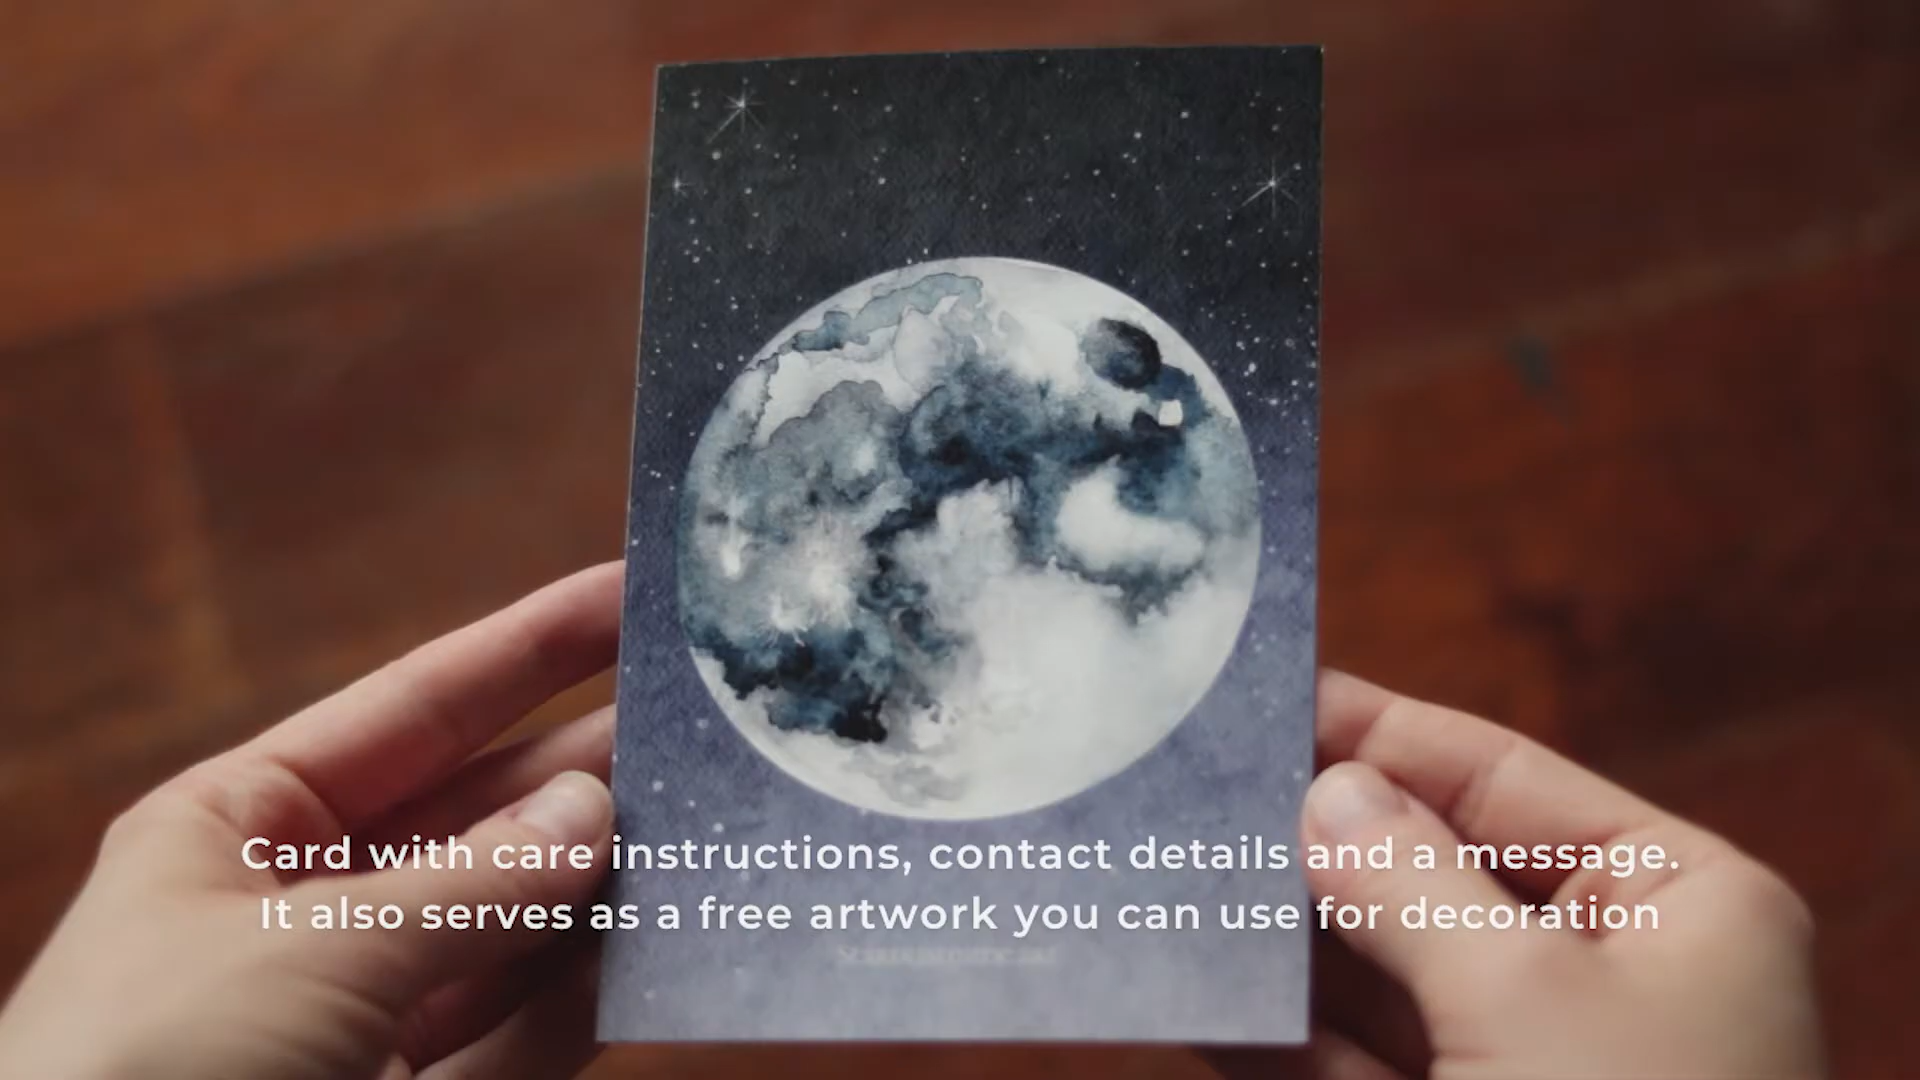 Card with care instructions, contact details and a message.
It also serves as a free artwork you can use for decoration